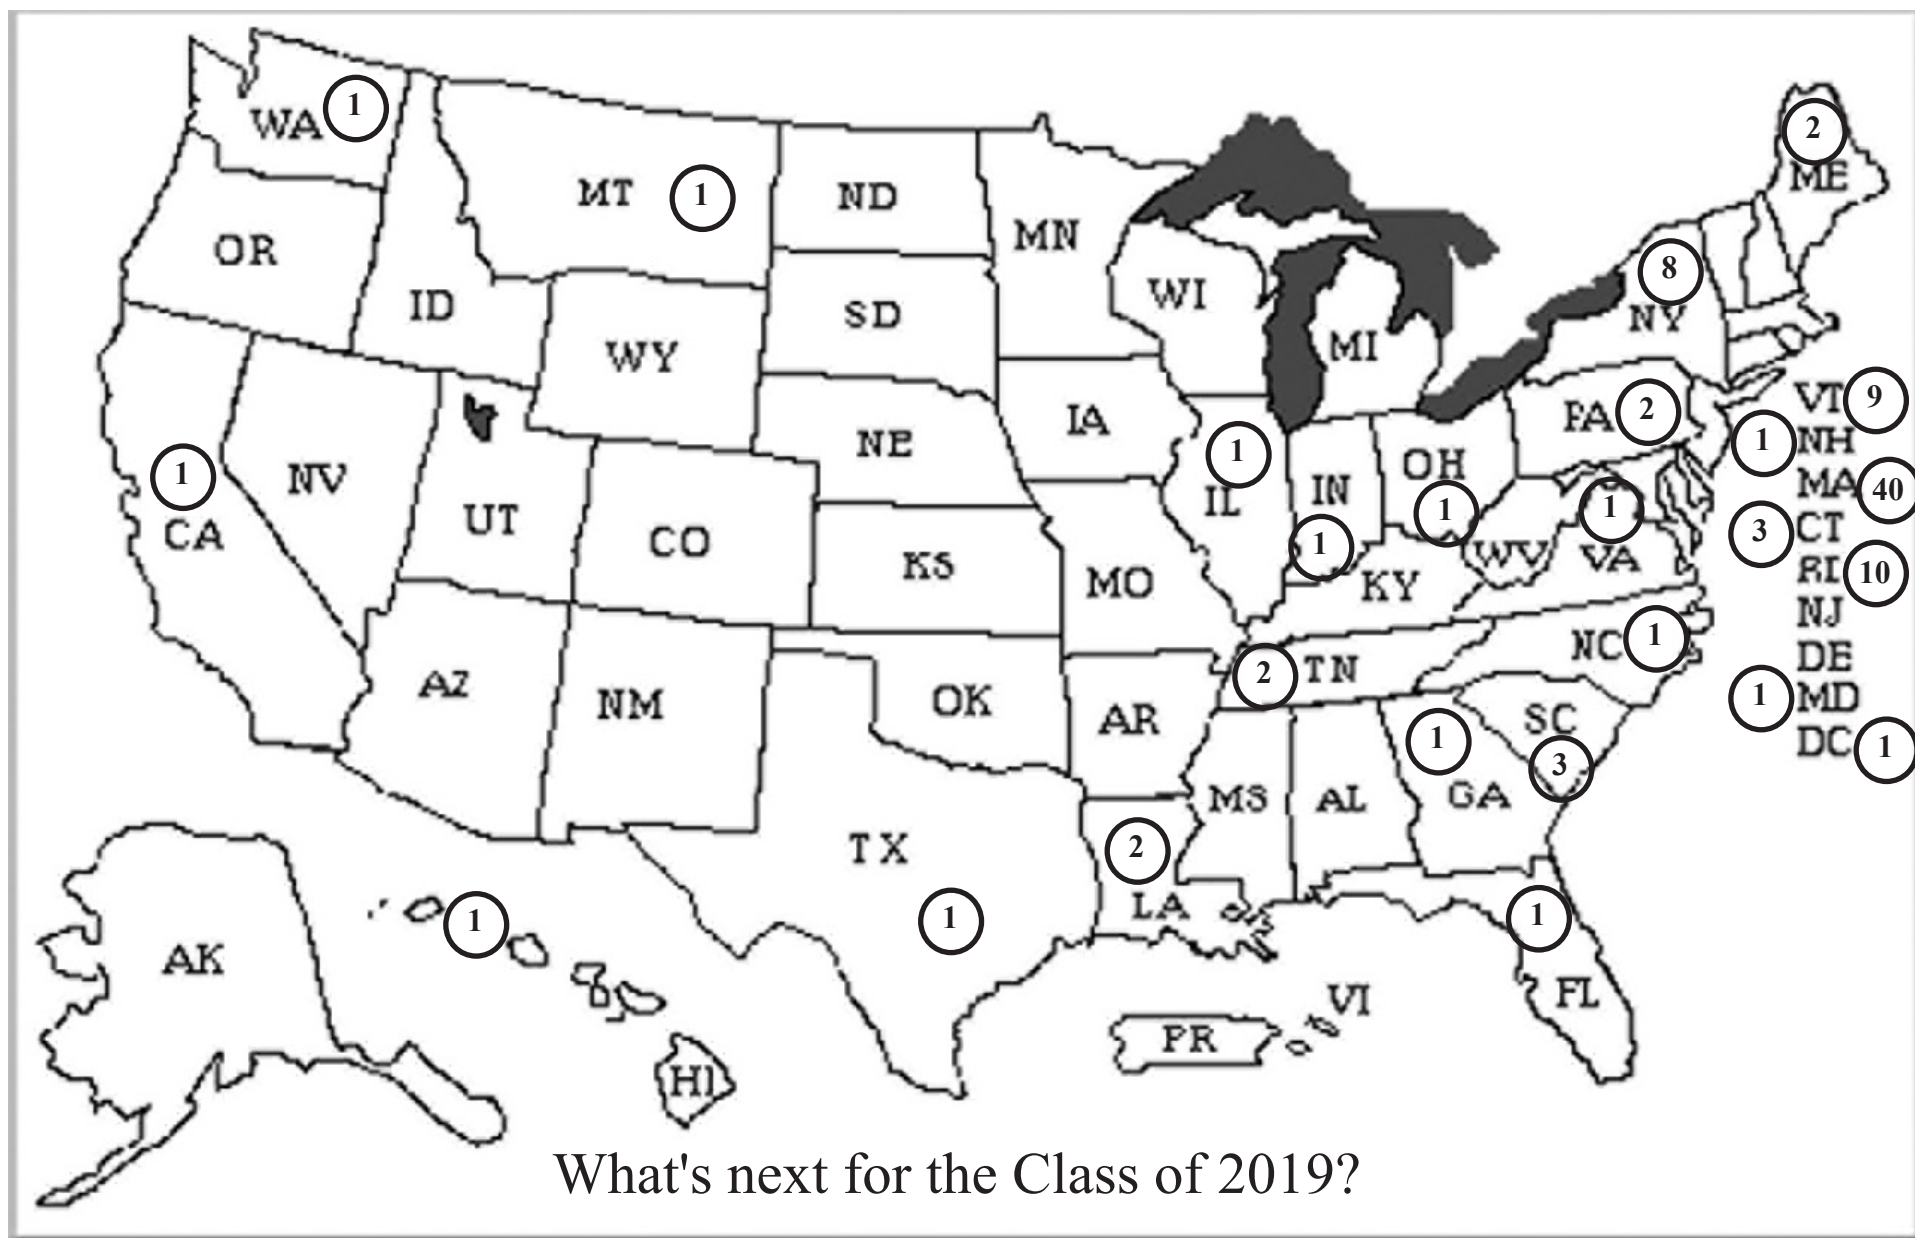 WA 1
MT 1
ND
MN
2
ME
OR
ID
SD
WI
8
NY
WY
MI
VT 9
PA 2
1 NH
IA
NE
1
IL
OH
1
IN
1
MA 40
NV
1
CA
UT
CO
KS
MO
1
KY
WV
1
VA
3 CT
RI 10
NJ
DE
NC 1
2 TN
1 MD
DC 1
AZ
NM
OK
AR
SC
3
1
GA
MS
AL
TX
1
2
LA
1
FL
AK
1
HI
PR
VI
What's next for the Class of 2019?